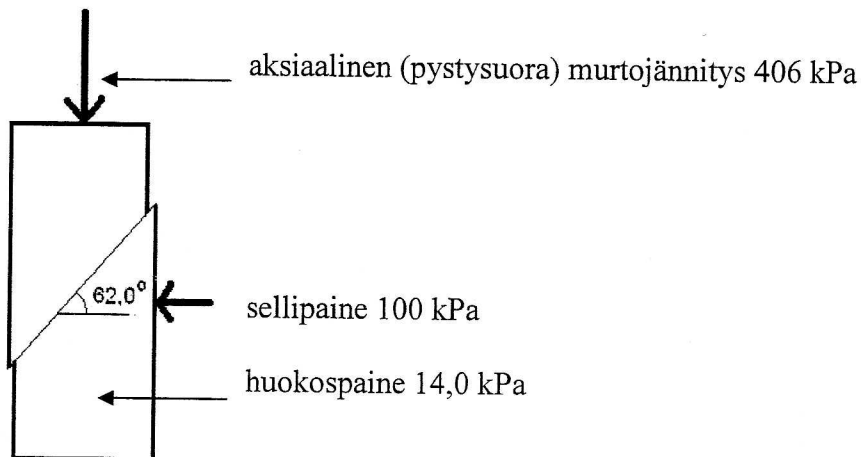 aksiaalinen (pystysuora) murtojännitys 406 kPa
62,0°
sellipaine 100 kPa
huokospaine 14,0 kPa